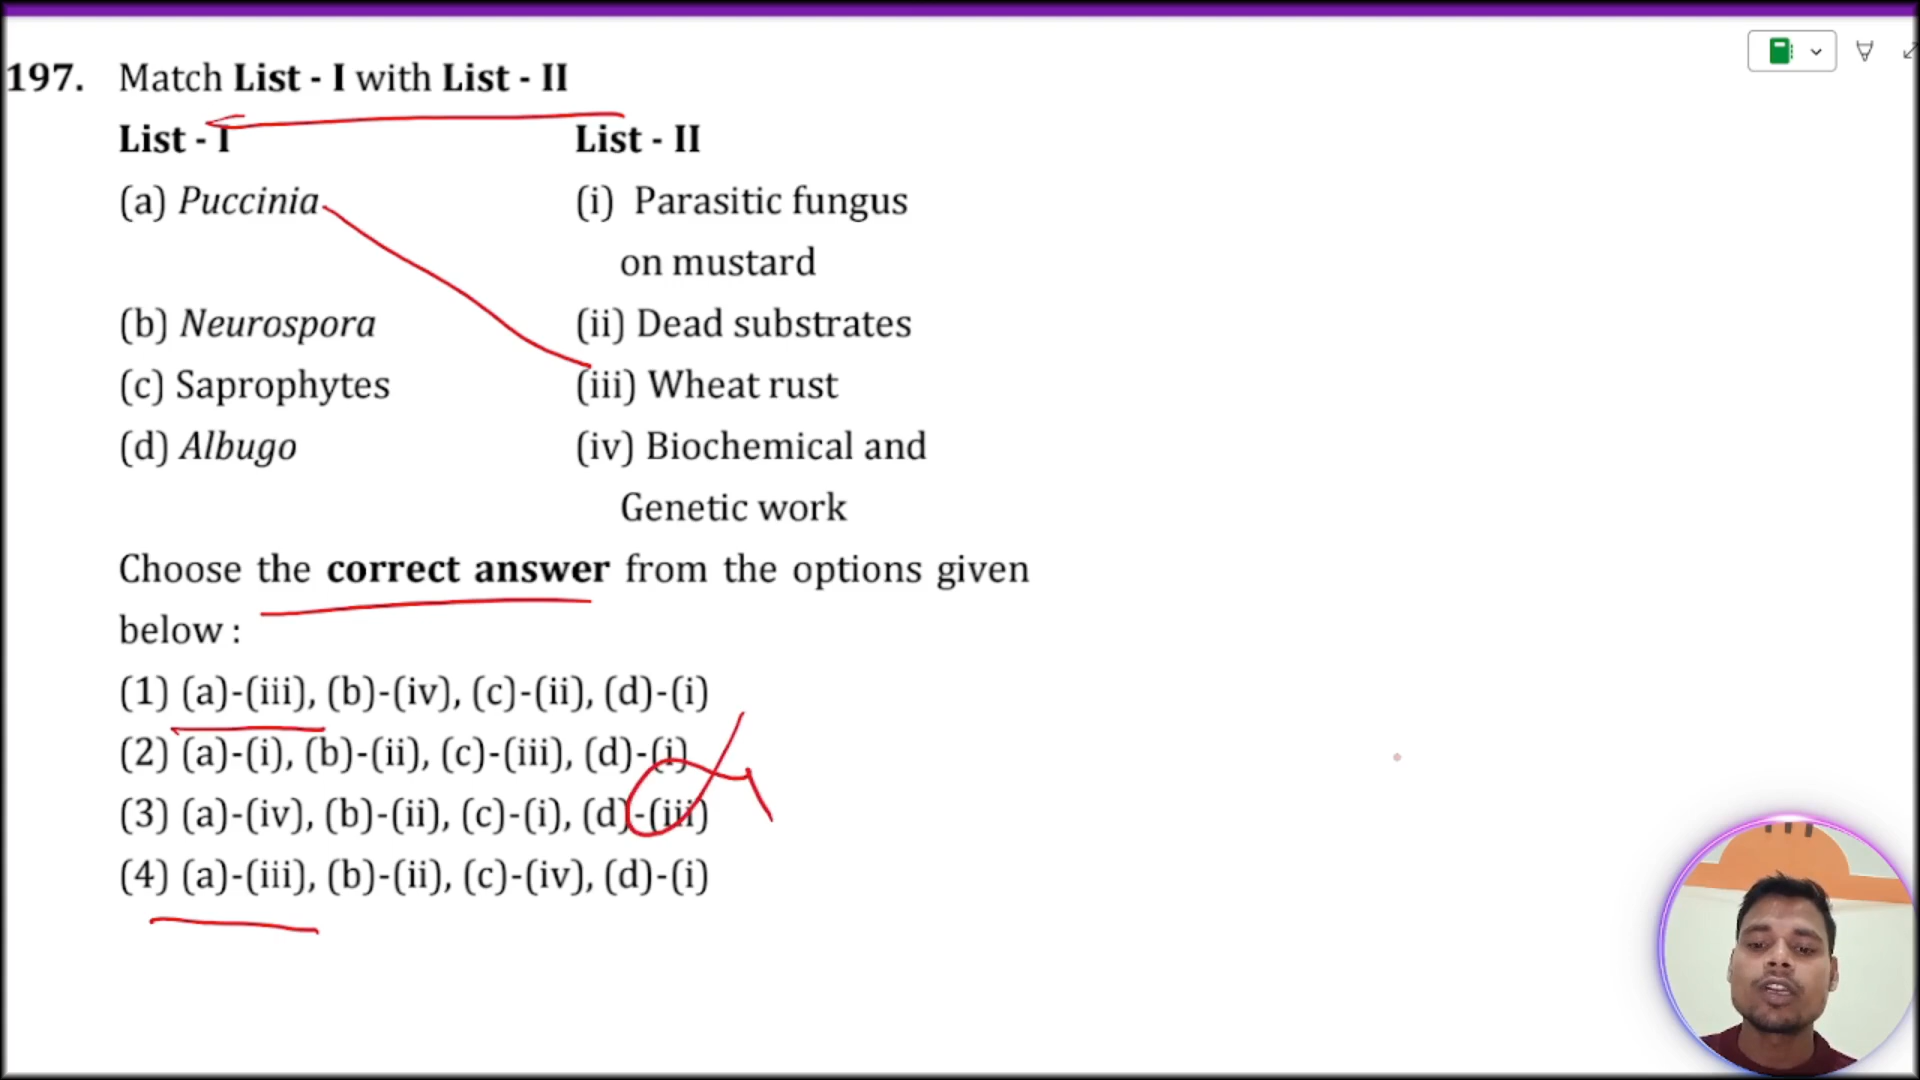 197. Match List - I with List - II
List - I List - II
(a) Puccinia (i) Parasitic fungus
on mustard
(b) Neurospora (ii) Dead substrates
(c) Saprophytes (iii) Wheat rust
(d) Albugo (iv) Biochemical and
Genetic work
Choose the correct answer from the options given
below :
(1) (a)-(iii), (b)-(iv), (c)-(ii), (d)-(i)
(2) (a)-(i), (b)-(ii), (c)-(iii), (d)-(i)
(3) (a)-(iv), (b)-(ii), (c)-(i), (d)-(iii)
(4) (a)-(iii), (b)-(ii), (c)-(iv), (d)-(i)